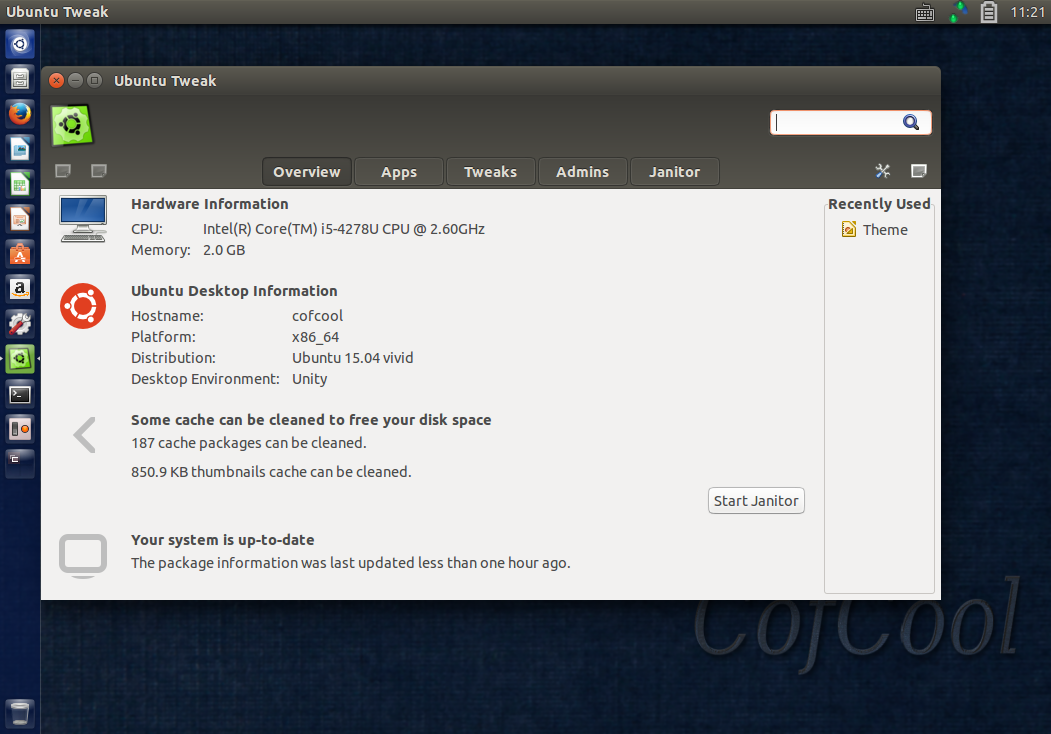 Ubuntu Tweak 11:21
Ubuntu Tweak
Overview Apps Tweaks Admins Janitor
Hardware Information
CPU: Intel(R) Core(TM) i5-4278U CPU @ 2.60GHz
Memory: 2.0 GB
Ubuntu Desktop Information
Hostname: cofcool
Platform: x86_64
Distribution: Ubuntu 15.04 vivid
Desktop Environment: Unity
Some cache can be cleaned to free your disk space
187 cache packages can be cleaned.
850.9 KB thumbnails cache can be cleaned.
Start Janitor
Your system is up-to-date
The package information was last updated less than one hour ago.
Recently Used
Theme
CofCool